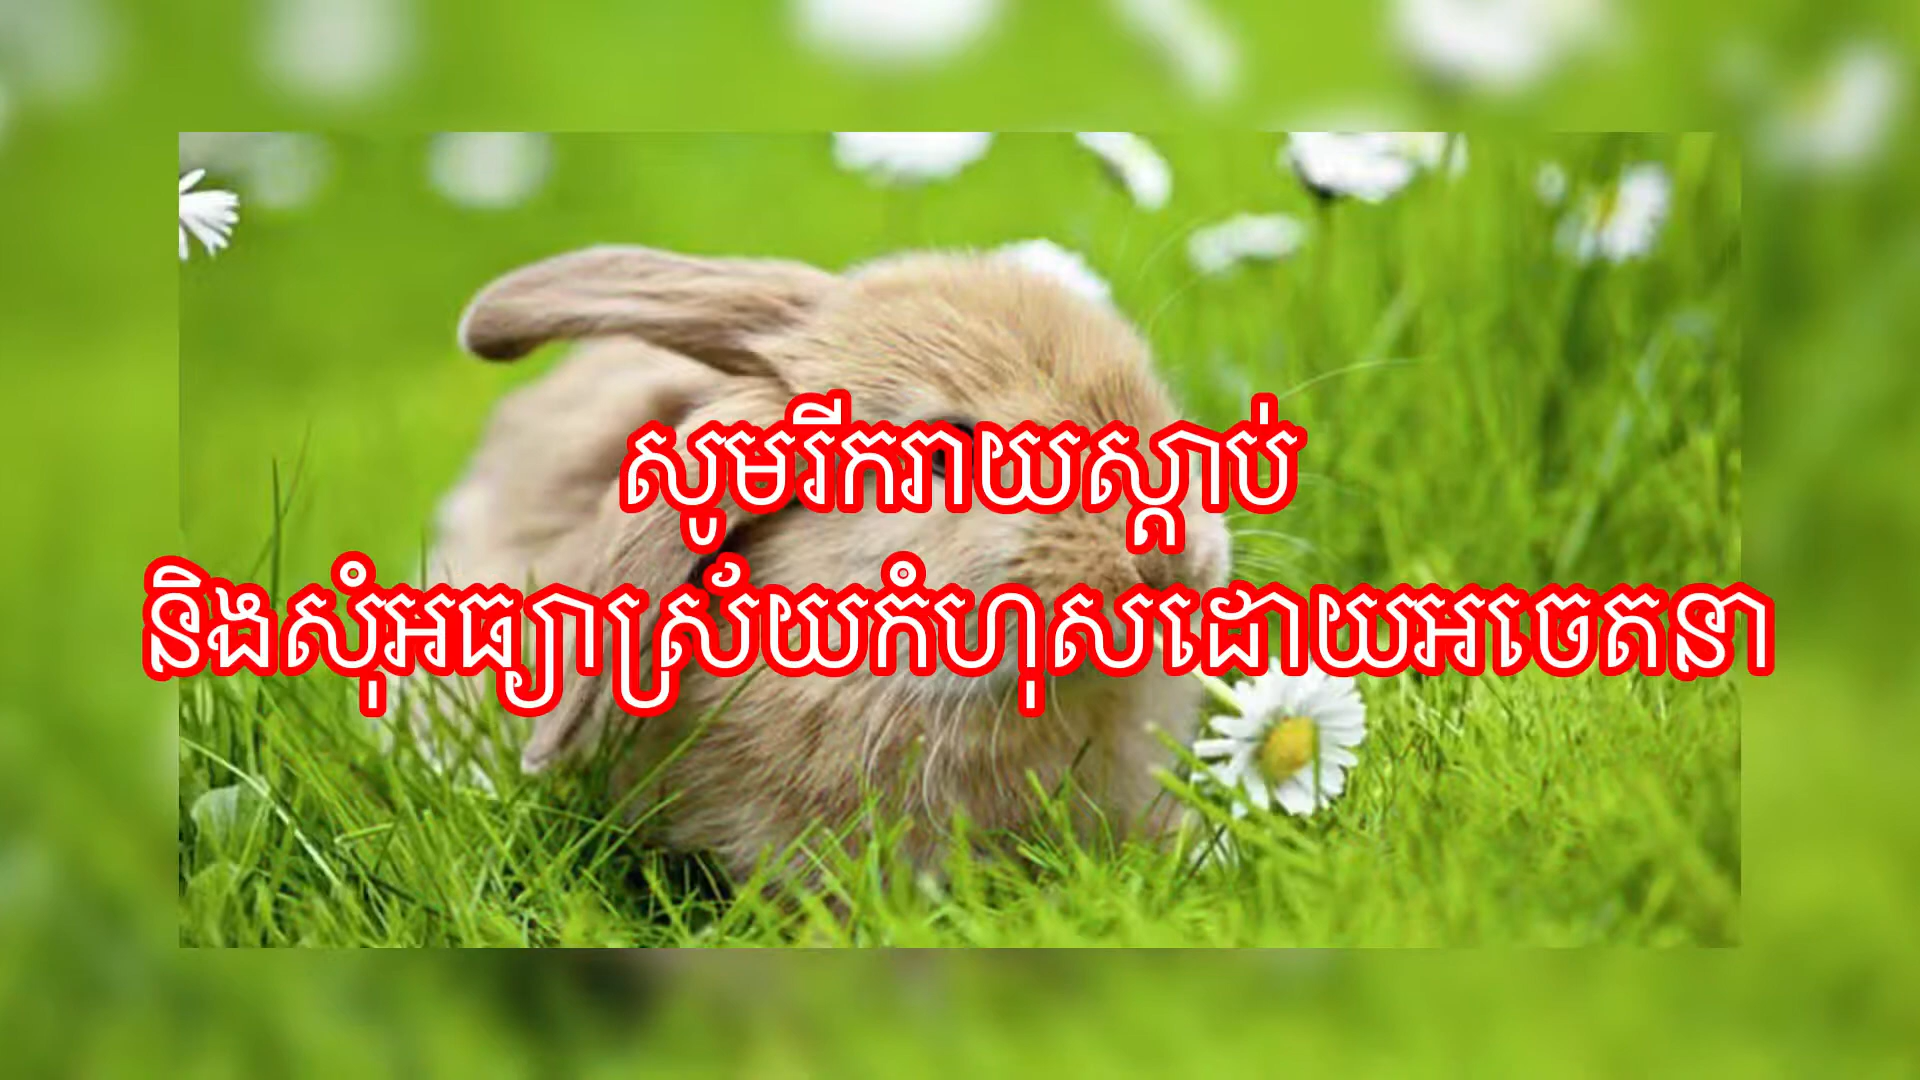 សូមរីករាយស្តាប់
និងសុំអធ្យាស្រ័យកំហុសដោយអចេតនា